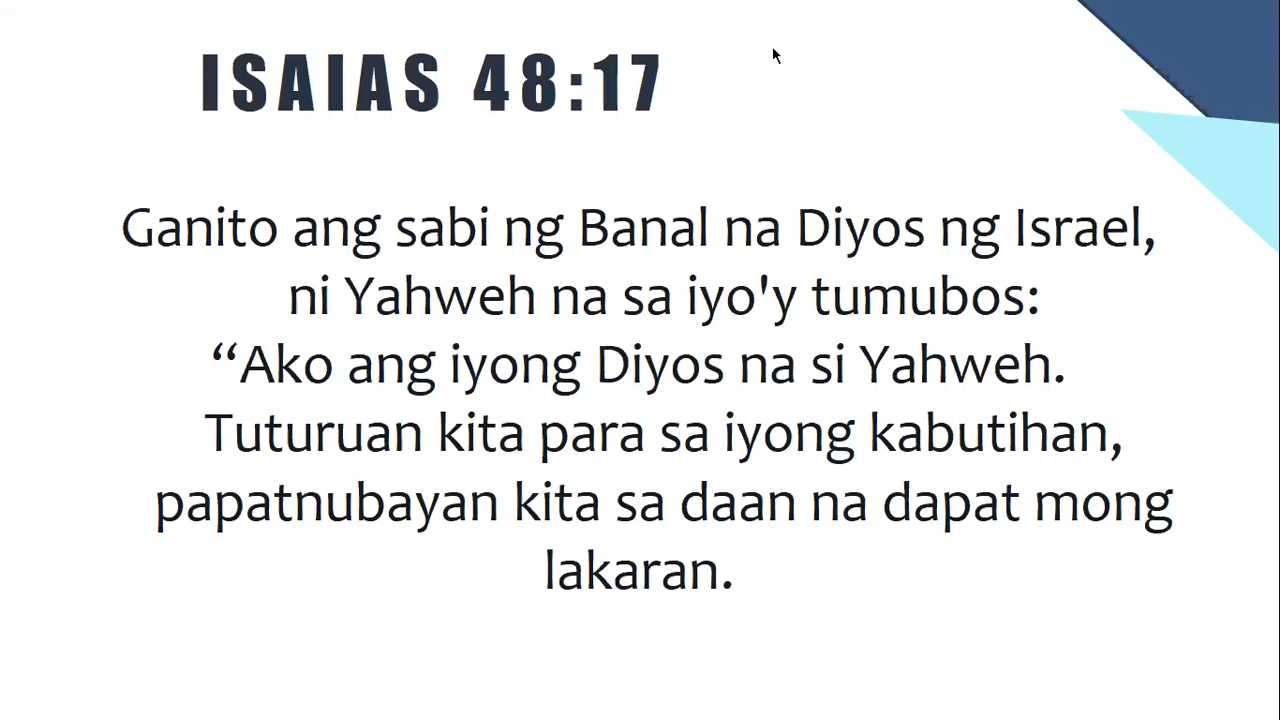 ISAIAS 48:17
Ganito ang sabi ng Banal na Diyos ng Israel,
ni Yahweh na sa iyo'y tumubos:
“Ako ang iyong Diyos na si Yahweh.
Tuturuan kita para sa iyong kabutihan,
papatnubayan kita sa daan na dapat mong
lakaran.